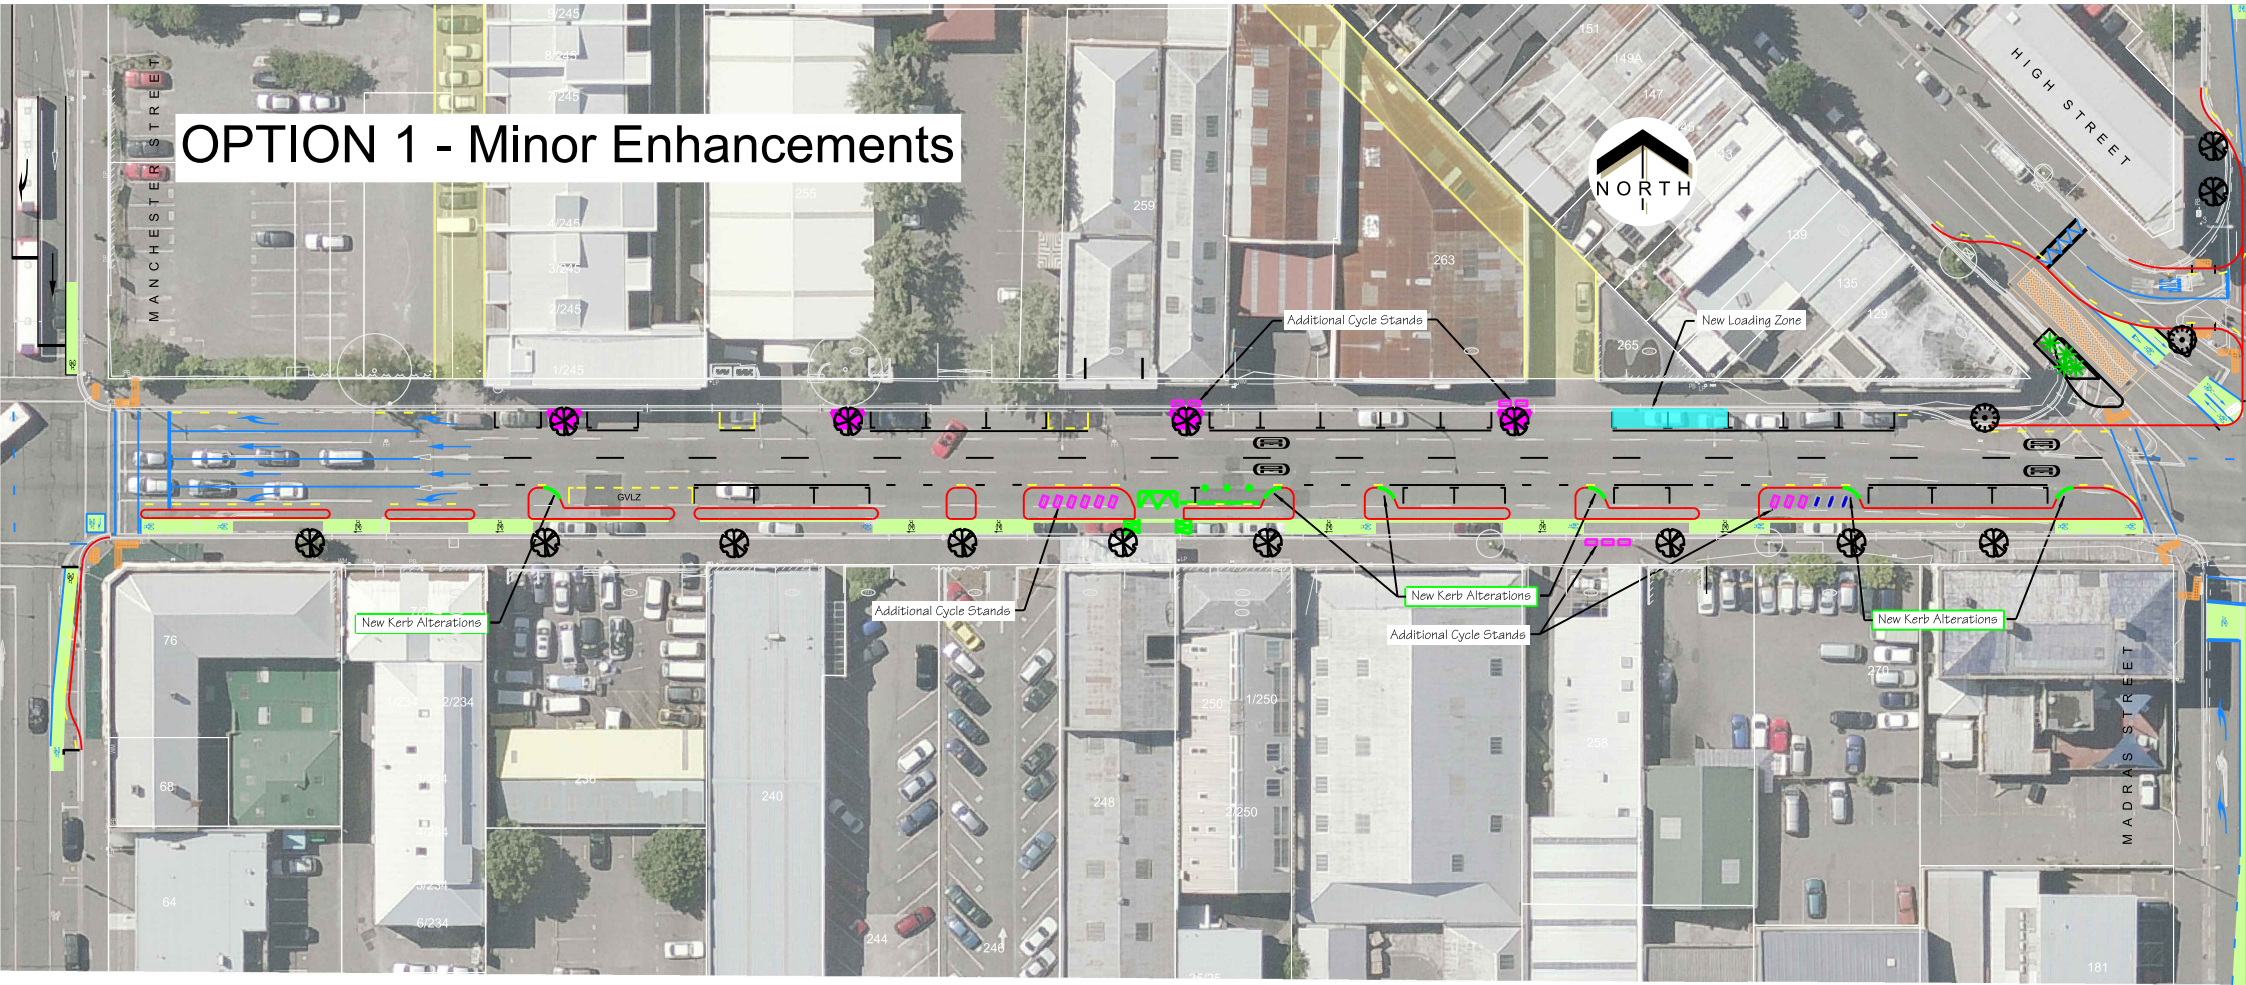 OPTION 1 - Minor Enhancements
MANCHESTER STREET
HIGH STREET
MADRAS STREET
NORTH
Additional Cycle Stands
New Loading Zone
GVLZ
New Kerb Alterations
Additional Cycle Stands
New Kerb Alterations
Additional Cycle Stands
New Kerb Alterations
9/245
8/245
7/245
4/245
3/245
2/245
1/245
255
259
263
265
151
149A
147
139
135
129
76
68
64
2/234
6/234
240
244
246
248
250
1/250
2/250
270
181